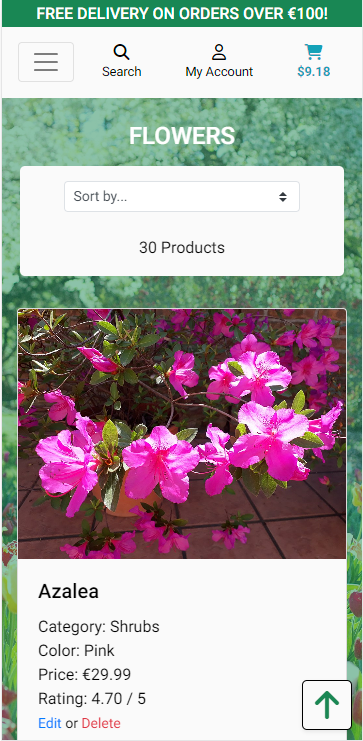 FREE DELIVERY ON ORDERS OVER €100!
Search
My Account
$9.18
FLOWERS
Sort by...
30 Products
Azalea
Category: Shrubs
Color: Pink
Price: €29.99
Rating: 4.70 / 5
Edit or Delete